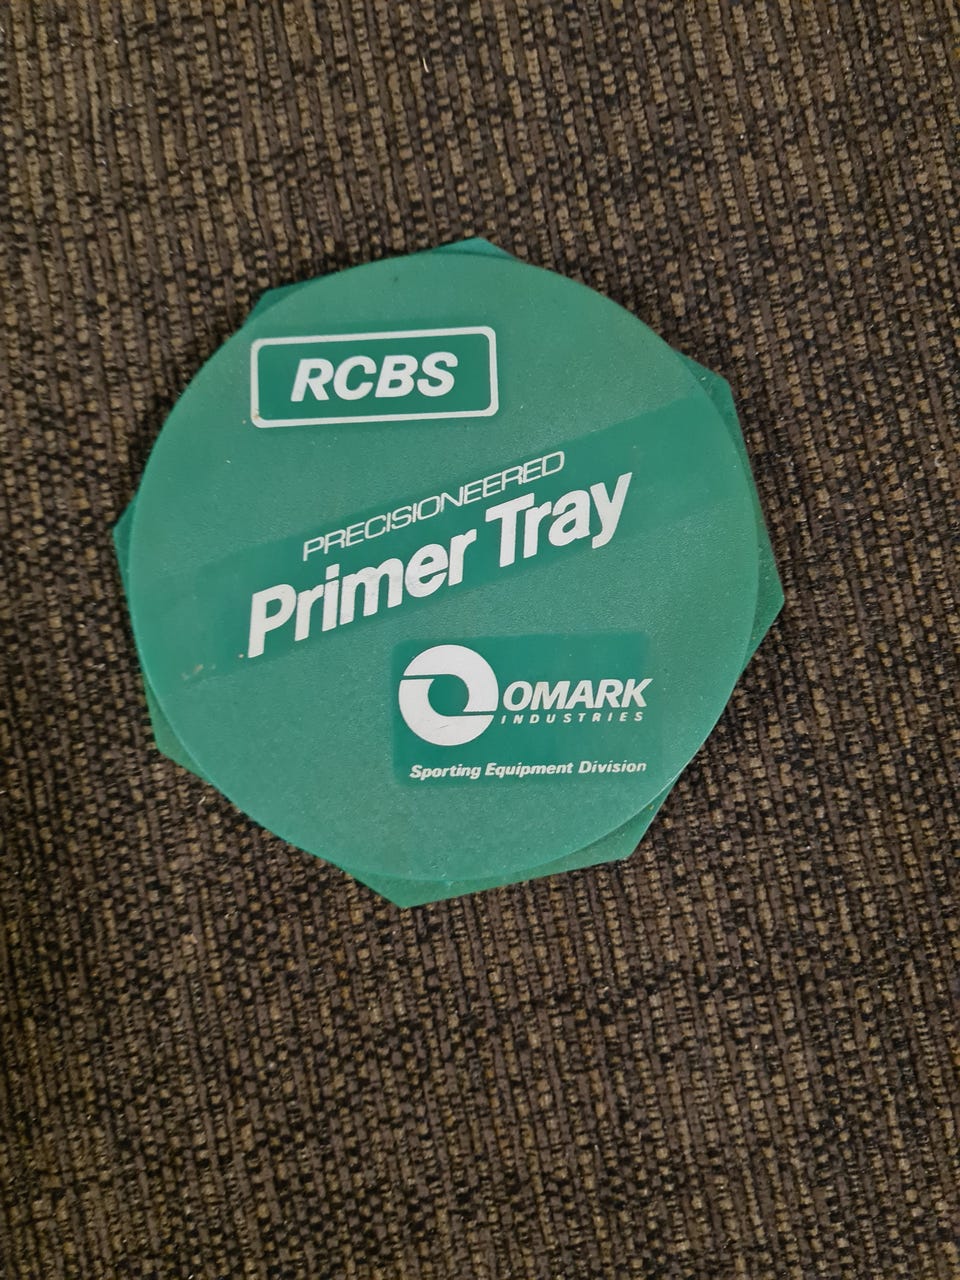 RCBS
PRECISIONEERED
Primer Tray
OMARK
INDUSTRIES
Sporting Equipment Division